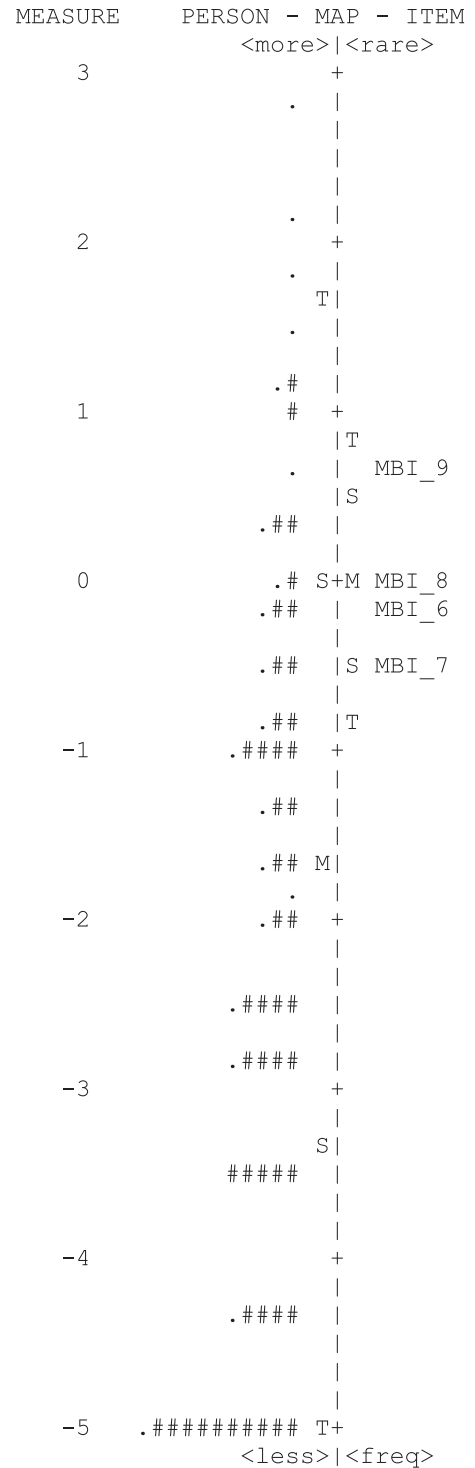 MEASURE PERSON - MAP - ITEM
<more>|<rare>
3 +
. |
|
|
|
. |
2 +
. |
T|
. |
|
.# |
1 # +
|T
. | MBI_9
|S
.## |
|
0 .# S+M MBI_8
.## | MBI_6
|
.## |S MBI_7
|
.## |T
-1 .#### +
|
.## |
|
.## M|
. |
-2 .## +
|
|
.#### |
|
.#### |
-3 +
|
S|
##### |
|
|
-4 +
|
.#### |
|
|
|
-5 .########## T+
<less>|<freq>